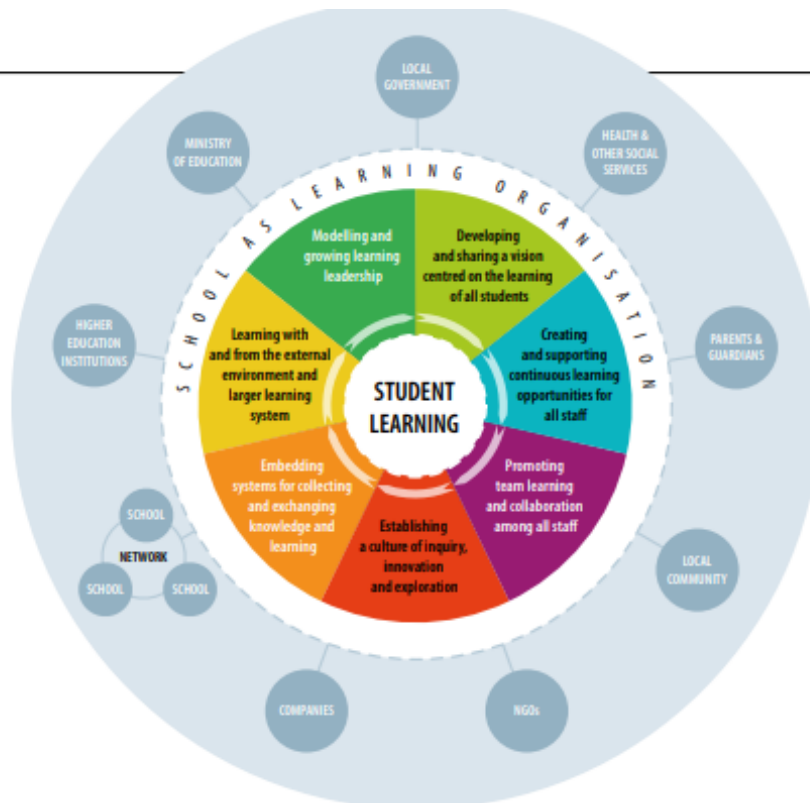 LOCAL
GOVERNMENT
MINISTRY
OF EDUCATION
HEALTH &
OTHER SOCIAL
SERVICES
SCHOOL AS LEARNING ORGANISATION
Modelling and
growing learning
leadership
Developing
and sharing a vision
centred on the learning
of all students
HIGHER
EDUCATION
INSTITUTIONS
Learning with
and from the external
environment and
larger learning
system
STUDENT
LEARNING
Creating
and supporting
continuous learning
opportunities for
all staff
PARENTS &
GUARDIANS
Embedding
systems for collecting
and exchanging
knowledge and
learning
Establishing
a culture of inquiry,
innovation
and exploration
Promoting
team learning
and collaboration
among all staff
SCHOOL
NETWORK
SCHOOL
SCHOOL
LOCAL
COMMUNITY
COMPANIES
NGOs